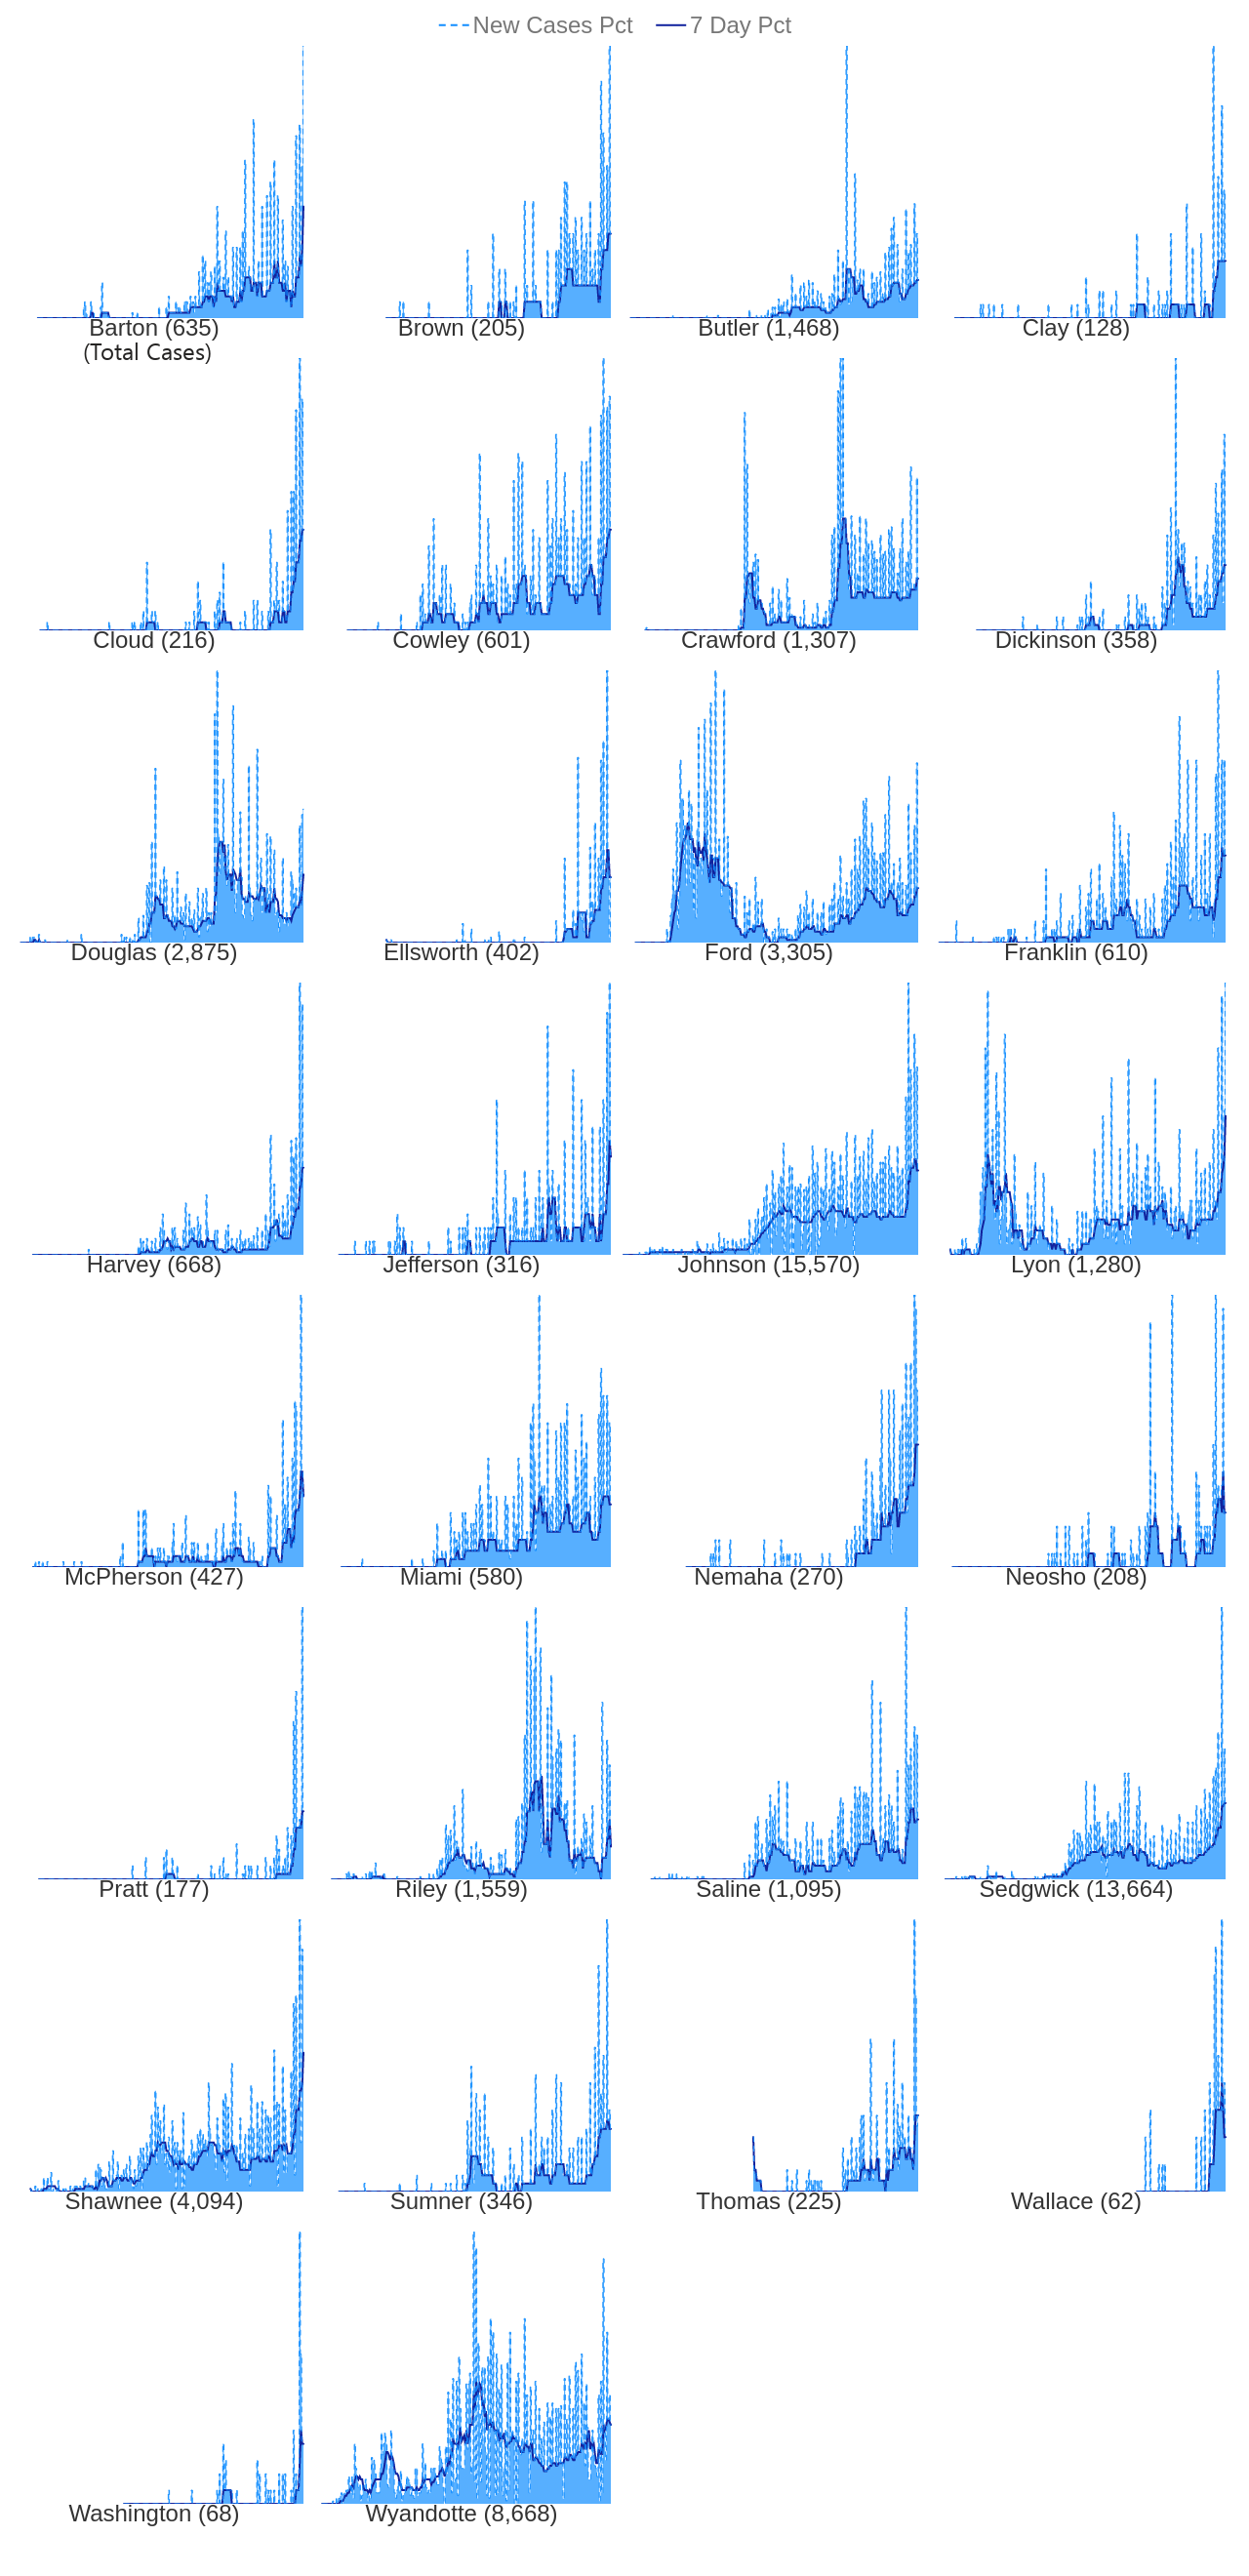 New Cases Pct 7 Day Pct
Barton (635) Brown (205) Butler (1,468) Clay (128)
(Total Cases)
Cloud (216) Cowley (601) Crawford (1,307) Dickinson (358)
Douglas (2,875) Ellsworth (402) Ford (3,305) Franklin (610)
Harvey (668) Jefferson (316) Johnson (15,570) Lyon (1,280)
McPherson (427) Miami (580) Nemaha (270) Neosho (208)
Pratt (177) Riley (1,559) Saline (1,095) Sedgwick (13,664)
Shawnee (4,094) Sumner (346) Thomas (225) Wallace (62)
Washington (68) Wyandotte (8,668)